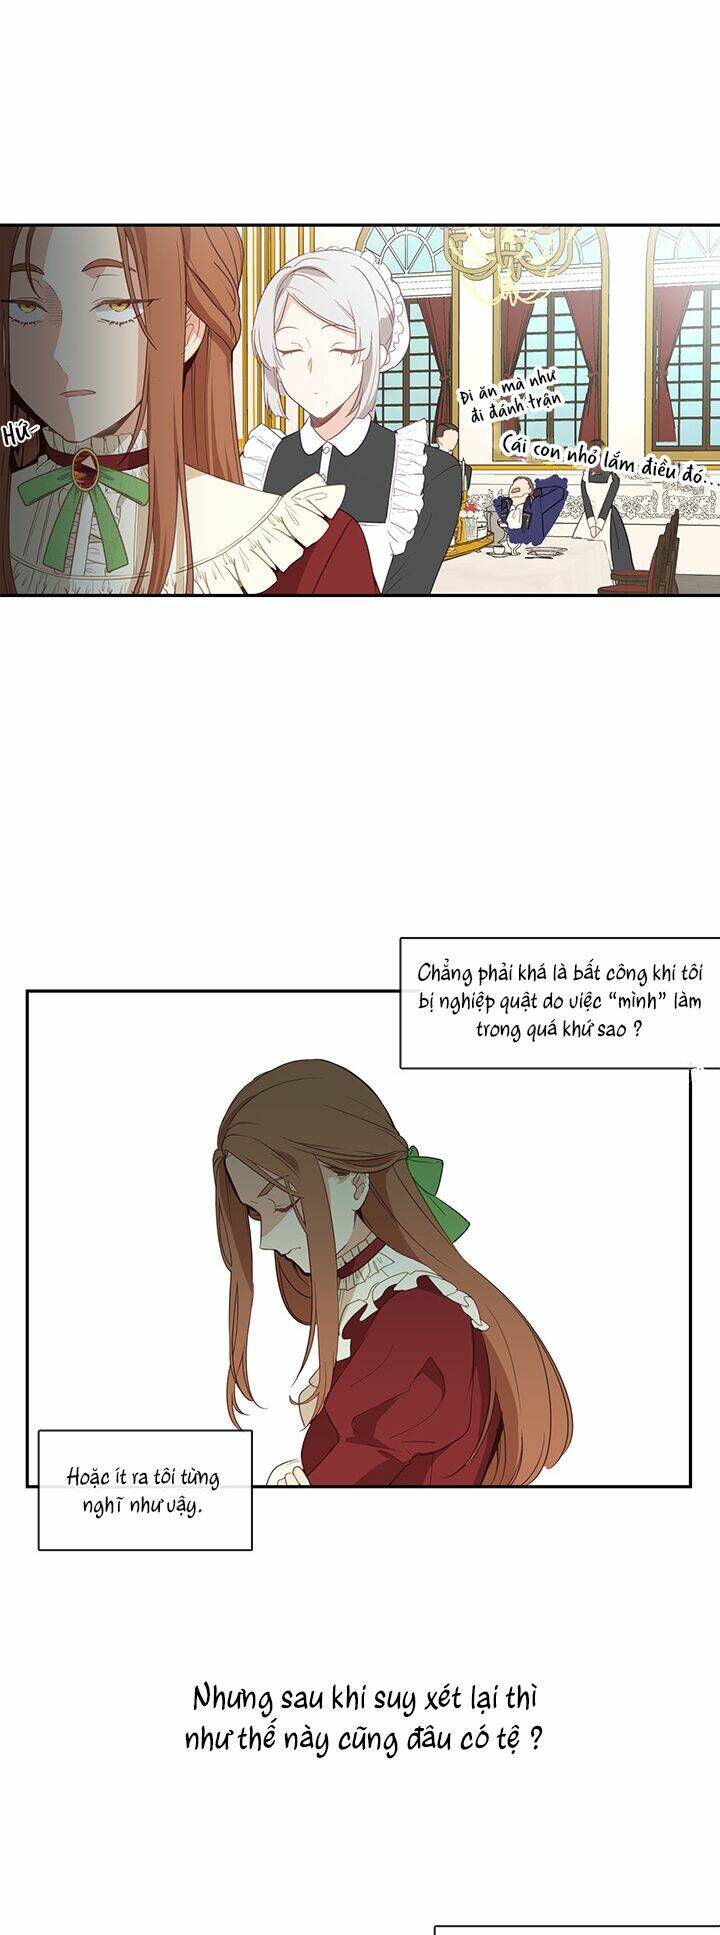 Hứ~
Đi ăn mà như
đi đánh trận
Cái con nhỏ lắm điều đó...
Chẳng phải khá là bất công khi tôi
bị nghiệp quật do việc “mình” làm
trong quá khứ sao ?
Hoặc ít ra tôi từng
nghĩ như vậy.
Nhưng sau khi suy xét lại thì
như thế này cũng đâu có tệ ?